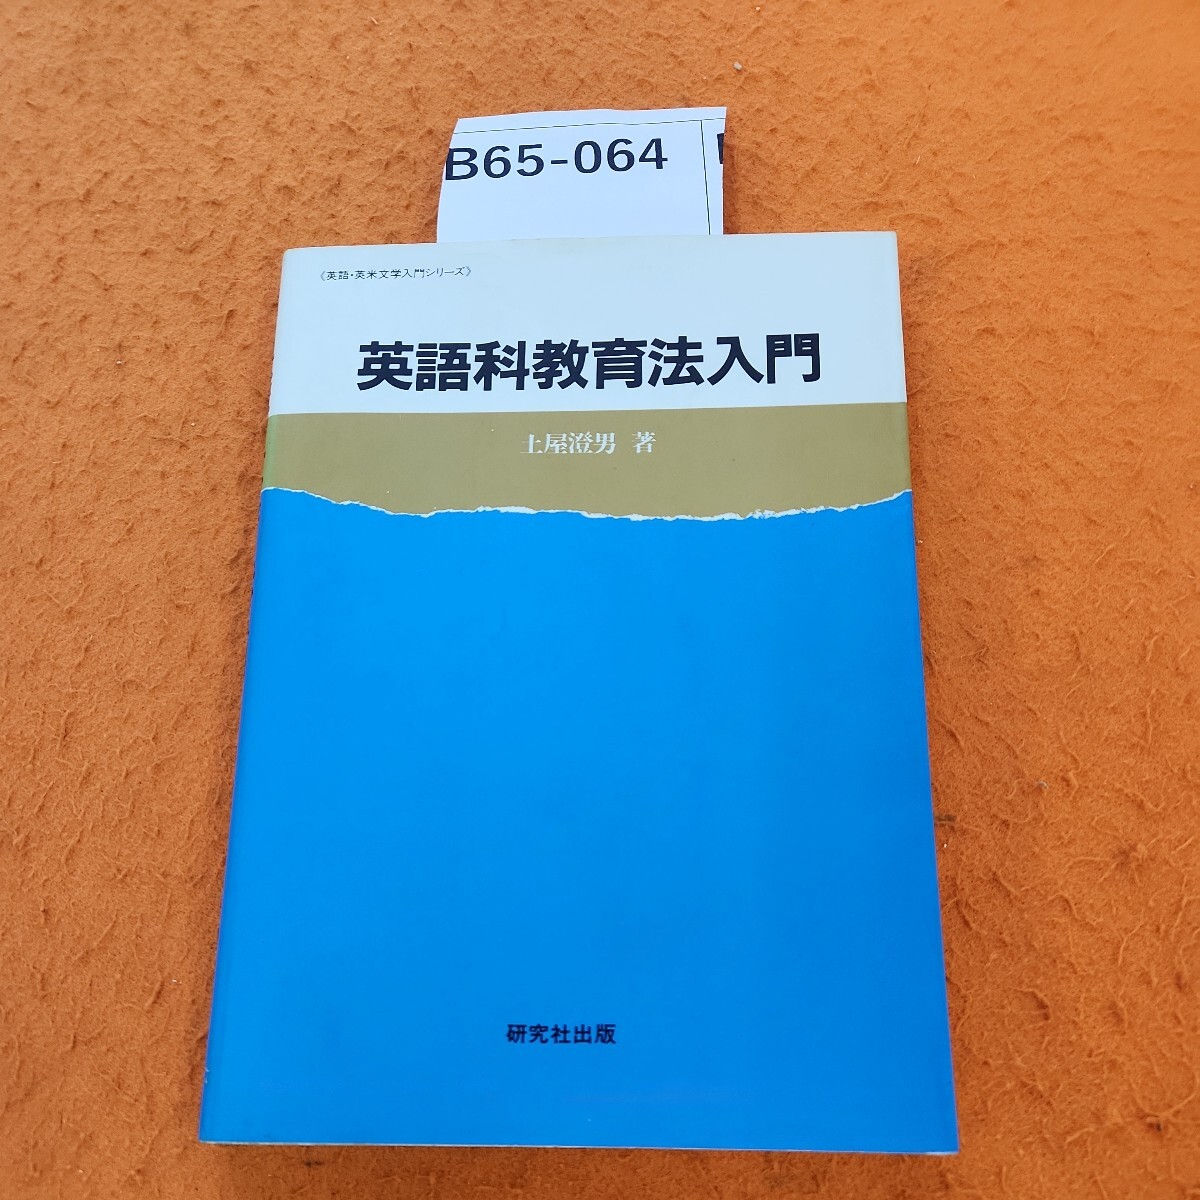 B65-064
《英語・英米文学入門シリーズ》
英語科教育法入門
土屋澄男 著
研究社出版